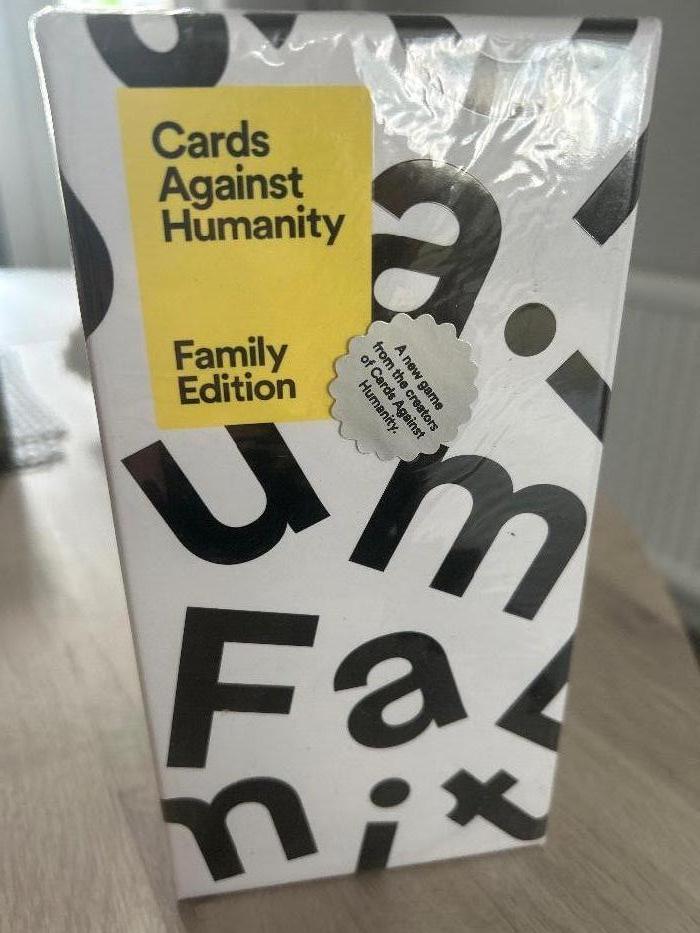 Cards
Against
Humanity
Family
Edition
A new game
from the creators
of Cards Against
Humanity.
a
u m
F a
m i t